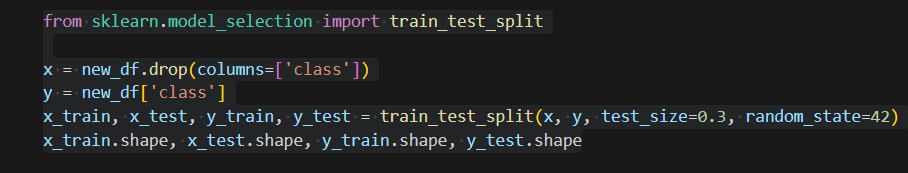 from sklearn.model_selection import train_test_split
x = new_df.drop(columns=['class'])
y = new_df['class']
x_train, x_test, y_train, y_test = train_test_split(x, y, test_size=0.3, random_state=42)
x_train.shape, x_test.shape, y_train.shape, y_test.shape